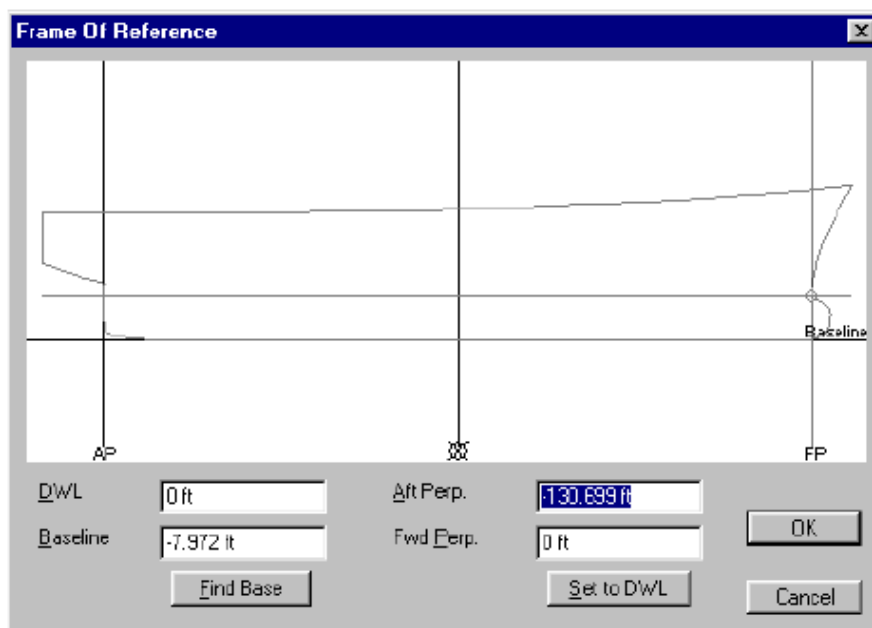 Frame Of Reference
Baseline
AP
FP
DWL
0 ft
Aft Perp.
-130.699 ft
Baseline
-7.972 ft
Fwd Perp.
0 ft
OK
Find Base
Set to DWL
Cancel